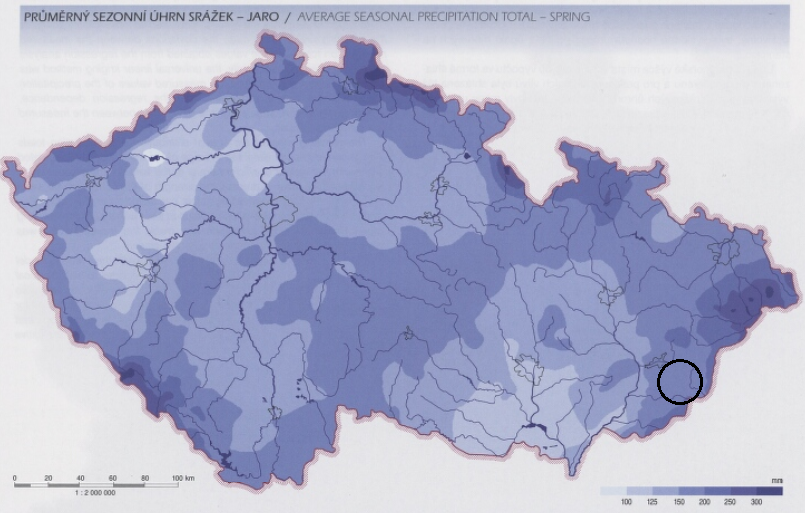 PRŮMĚRNÝ SEZONNÍ ÚHRN SRÁŽEK – JARO / AVERAGE SEASONAL PRECIPITATION TOTAL – SPRING
0 20 40 60 80 100 km
1 : 2 000 000
mm
100 125 150 200 250 300